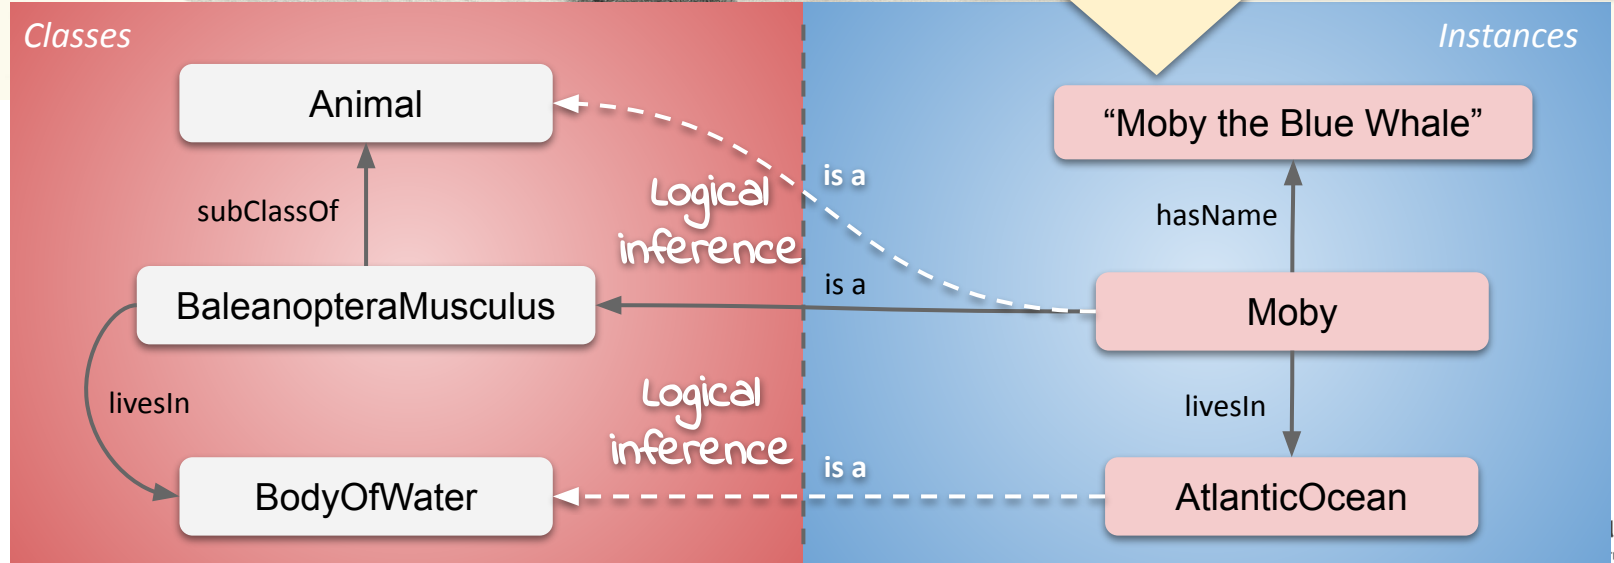 Classes
Instances
Animal
“Moby the Blue Whale”
is a
Logical
inference
subClassOf
hasName
BaleanopteraMusculus
is a
Moby
livesIn
Logical
inference
livesIn
is a
BodyOfWater
AtlanticOcean